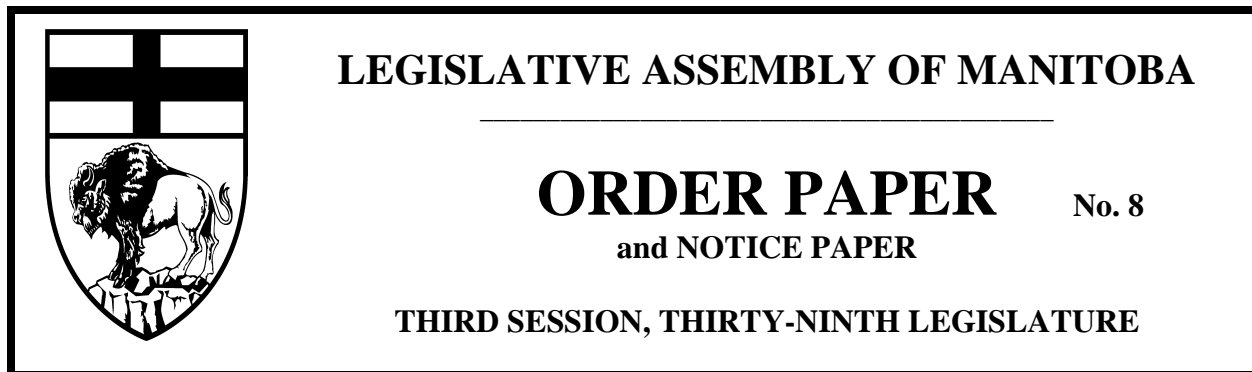 LEGISLATIVE ASSEMBLY OF MANITOBA
ORDER PAPER No. 8
and NOTICE PAPER
THIRD SESSION, THIRTY-NINTH LEGISLATURE